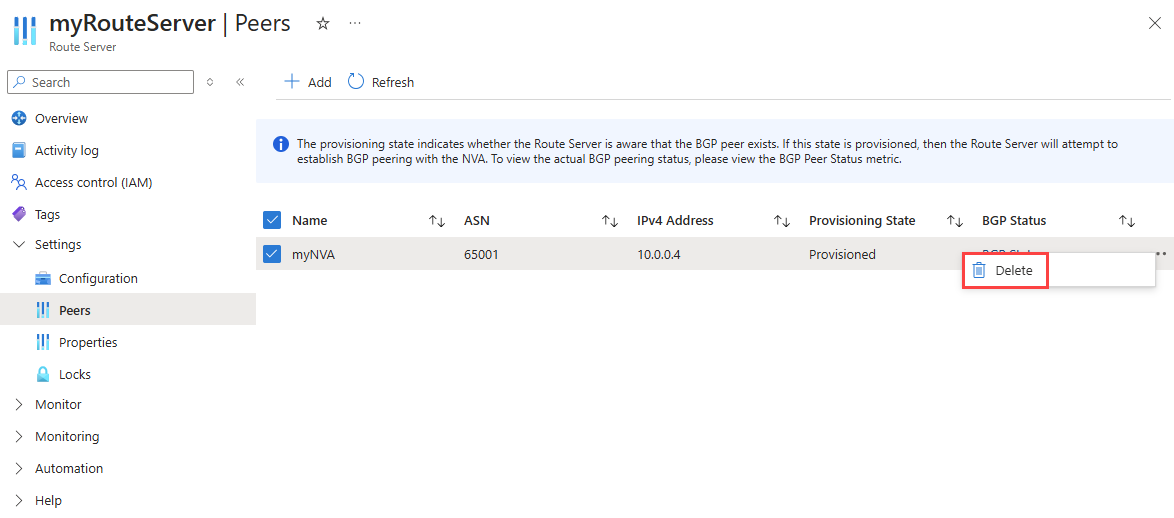 myRouteServer | Peers
Route Server
Search
Add
Refresh
Overview
Activity log
Access control (IAM)
Tags
Settings
Configuration
Peers
Properties
Locks
Monitor
Monitoring
Automation
Help
The provisioning state indicates whether the Route Server is aware that the BGP peer exists. If this state is provisioned, then the Route Server will attempt to
establish BGP peering with the NVA. To view the actual BGP peering status, please view the BGP Peer Status metric.
Name ASN IPv4 Address Provisioning State BGP Status
myNVA 65001 10.0.0.4 Provisioned
Delete